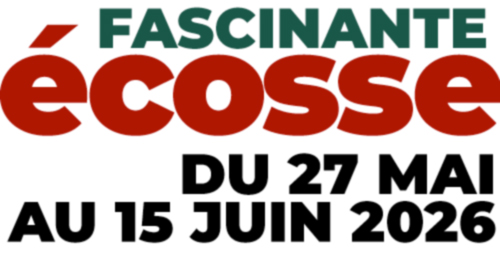 FASCINANTE
écosse
DU 27 MAI
AU 15 JUIN 2026